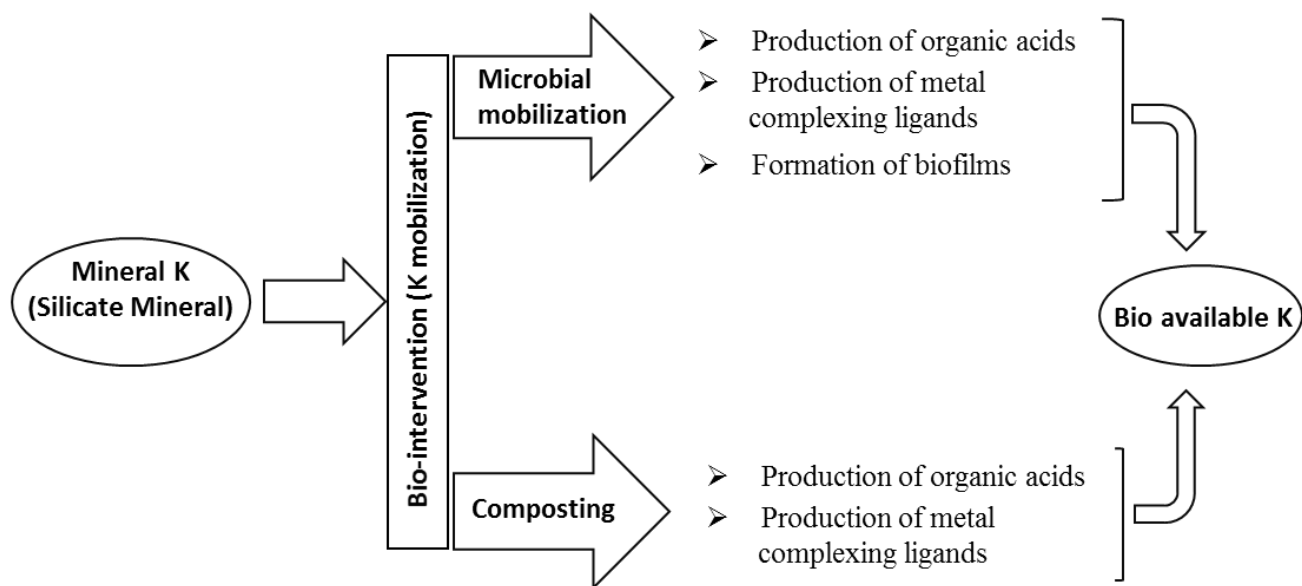 Mineral K
(Silicate Mineral)
Bio-intervention (K mobilization)
Microbial
mobilization
➢ Production of organic acids
➢ Production of metal
complexing ligands
➢ Formation of biofilms
Composting
➢ Production of organic acids
➢ Production of metal
complexing ligands
Bio available K